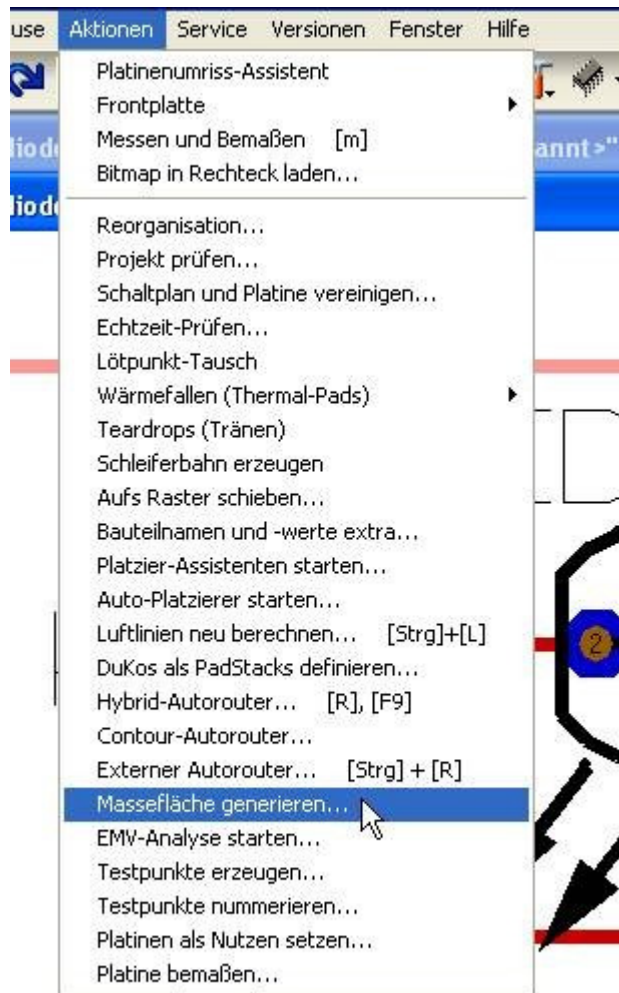 use Aktionen Service Versionen Fenster Hilfe
Platinenumriss-Assistent
Frontplatte
Messen und Bemaßen [m]
Bitmap in Rechteck laden...
annt>"
Reorganisation...
Projekt prüfen...
Schaltplan und Platine vereinigen...
Echtzeit-Prüfen...
Lötpunkt-Tausch
Wärmefallen (Thermal-Pads)
Teardrops (Tränen)
Schleiferbahn erzeugen
Aufs Raster schieben...
Bauteilnamen und -werte extra...
Platzier-Assistenten starten...
Auto-Platzierer starten...
Luftlinien neu berechnen... [Strg]+[L]
2
DuKos als PadStacks definieren...
Hybrid-Autorouter... [R], [F9]
Contour-Autorouter...
Externer Autorouter... [Strg] + [R]
Massefläche generieren...
EMV-Analyse starten...
Testpunkte erzeugen...
Testpunkte nummerieren...
Platinen als Nutzen setzen...
Platine bemaßen...